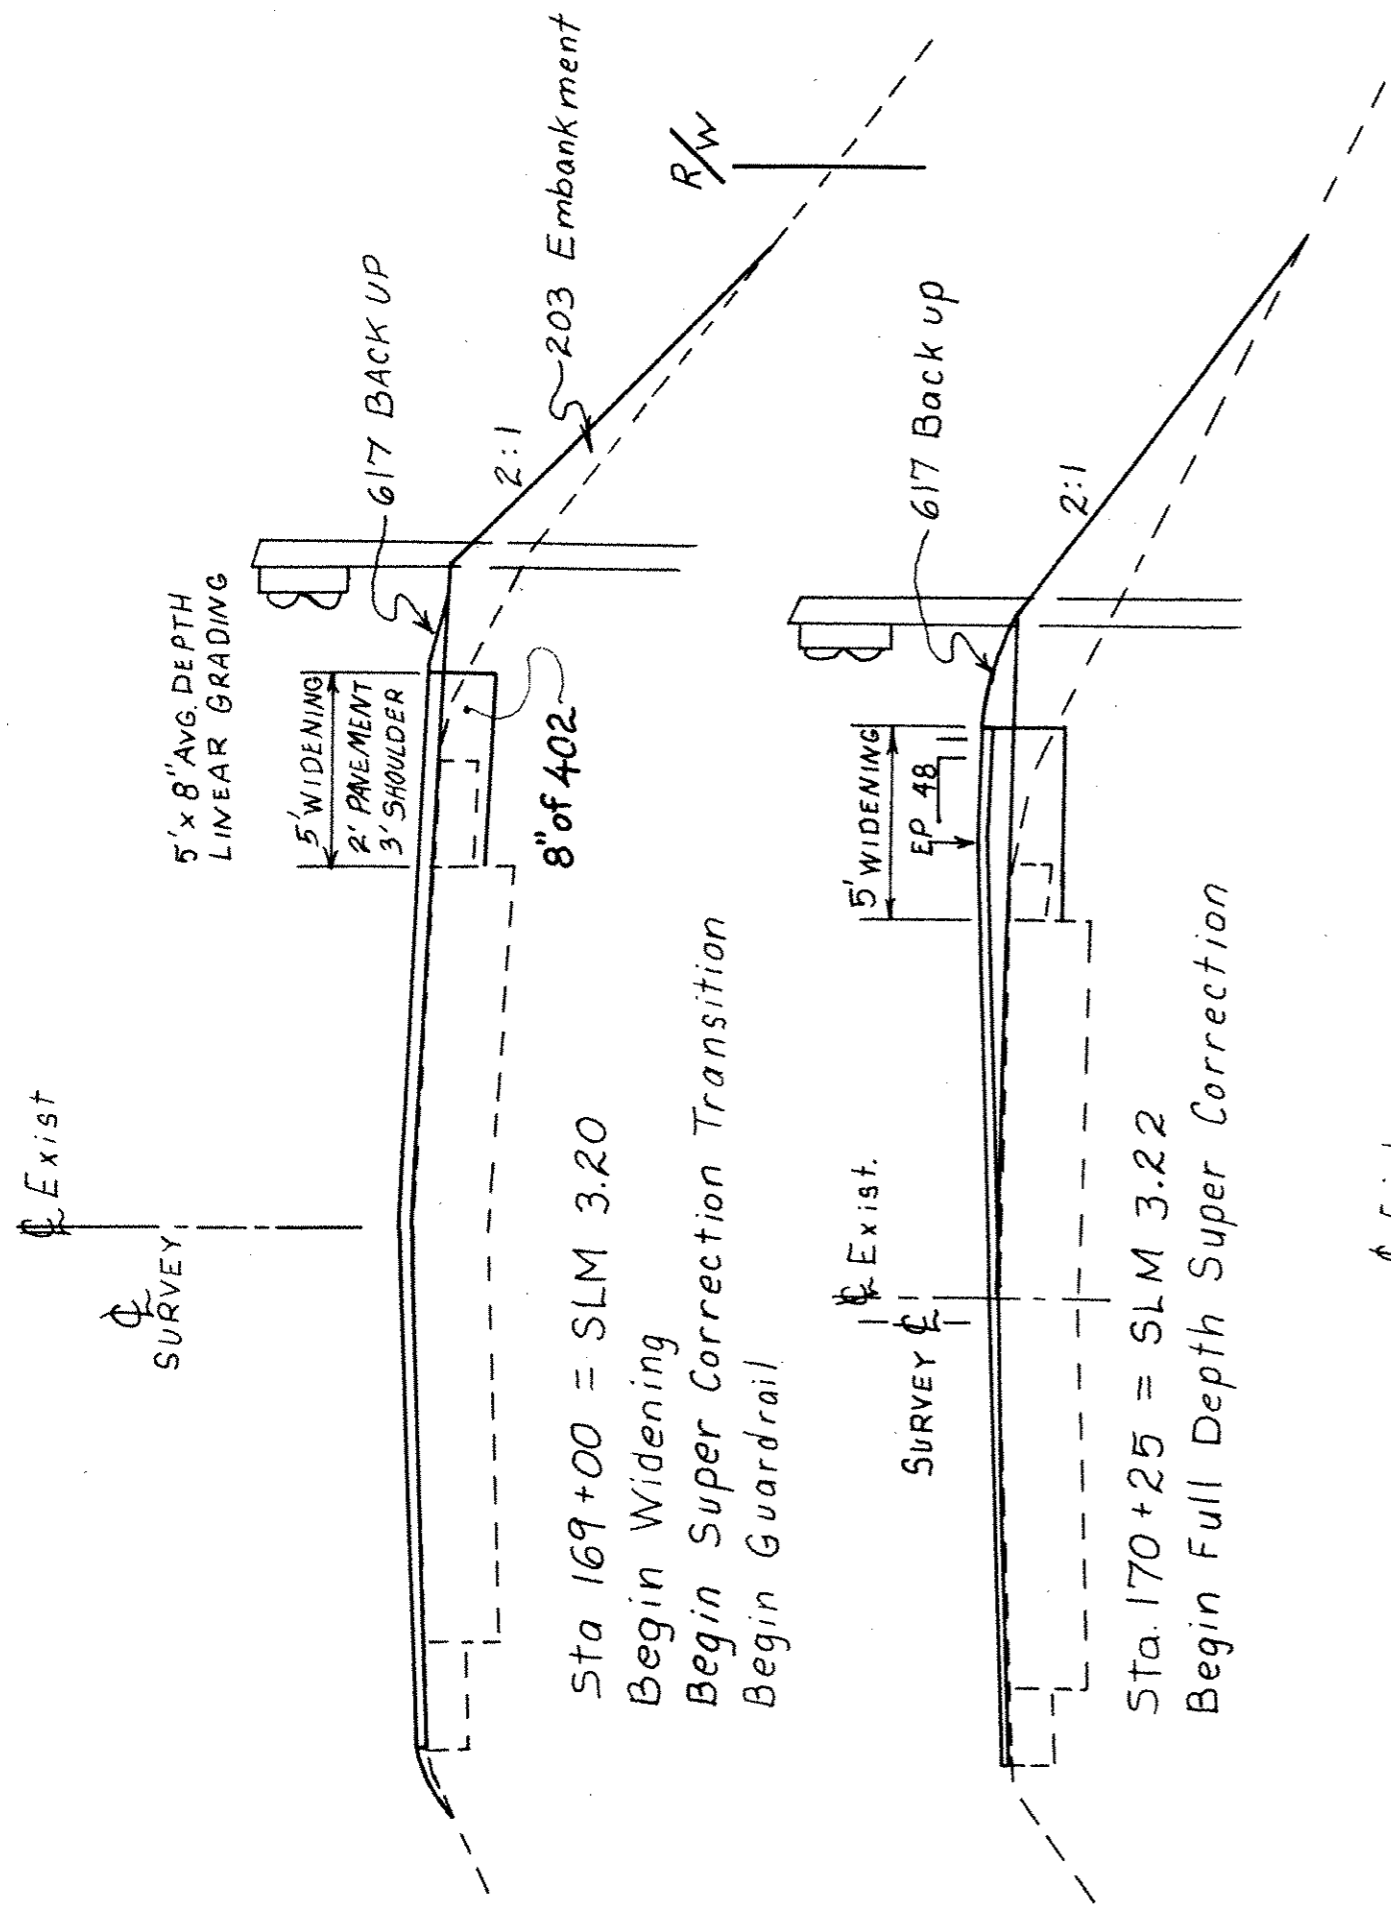 ℄ Exist
℄
SURVEY
5' x 8" AVG. DEPTH
LINEAR GRADING
5' WIDENING
2' PAVEMENT
3' SHOULDER
617 BACK UP
2:1
203 Embankment
R/W
8" of 402
Sta 169+00 = SLM 3.20
Begin Widening
Begin Super Correction Transition
Begin Guardrail
℄ Exist.
SURVEY ℄
5' WIDENING
EP 48
617 Back up
2:1
Sta. 170+25 = SLM 3.22
Begin Full Depth Super Correction